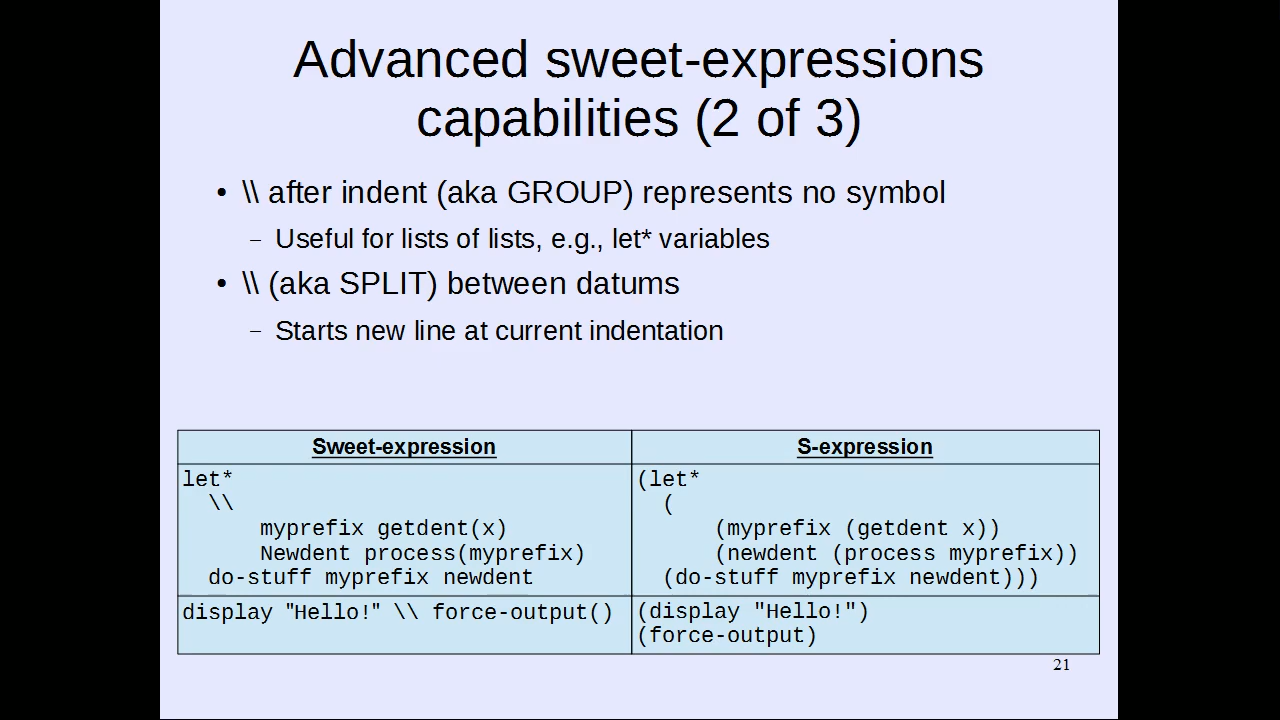 Advanced sweet-expressions
capabilities (2 of 3)
• \\ after indent (aka GROUP) represents no symbol
– Useful for lists of lists, e.g., let* variables
• \\ (aka SPLIT) between datums
– Starts new line at current indentation
Sweet-expression
S-expression
let*
  \\
      myprefix getdent(x)
      Newdent process(myprefix)
  do-stuff myprefix newdent
(let*
  (
      (myprefix (getdent x))
      (newdent (process myprefix))
  (do-stuff myprefix newdent)))
display "Hello!" \\ force-output()
(display "Hello!")
(force-output)
21